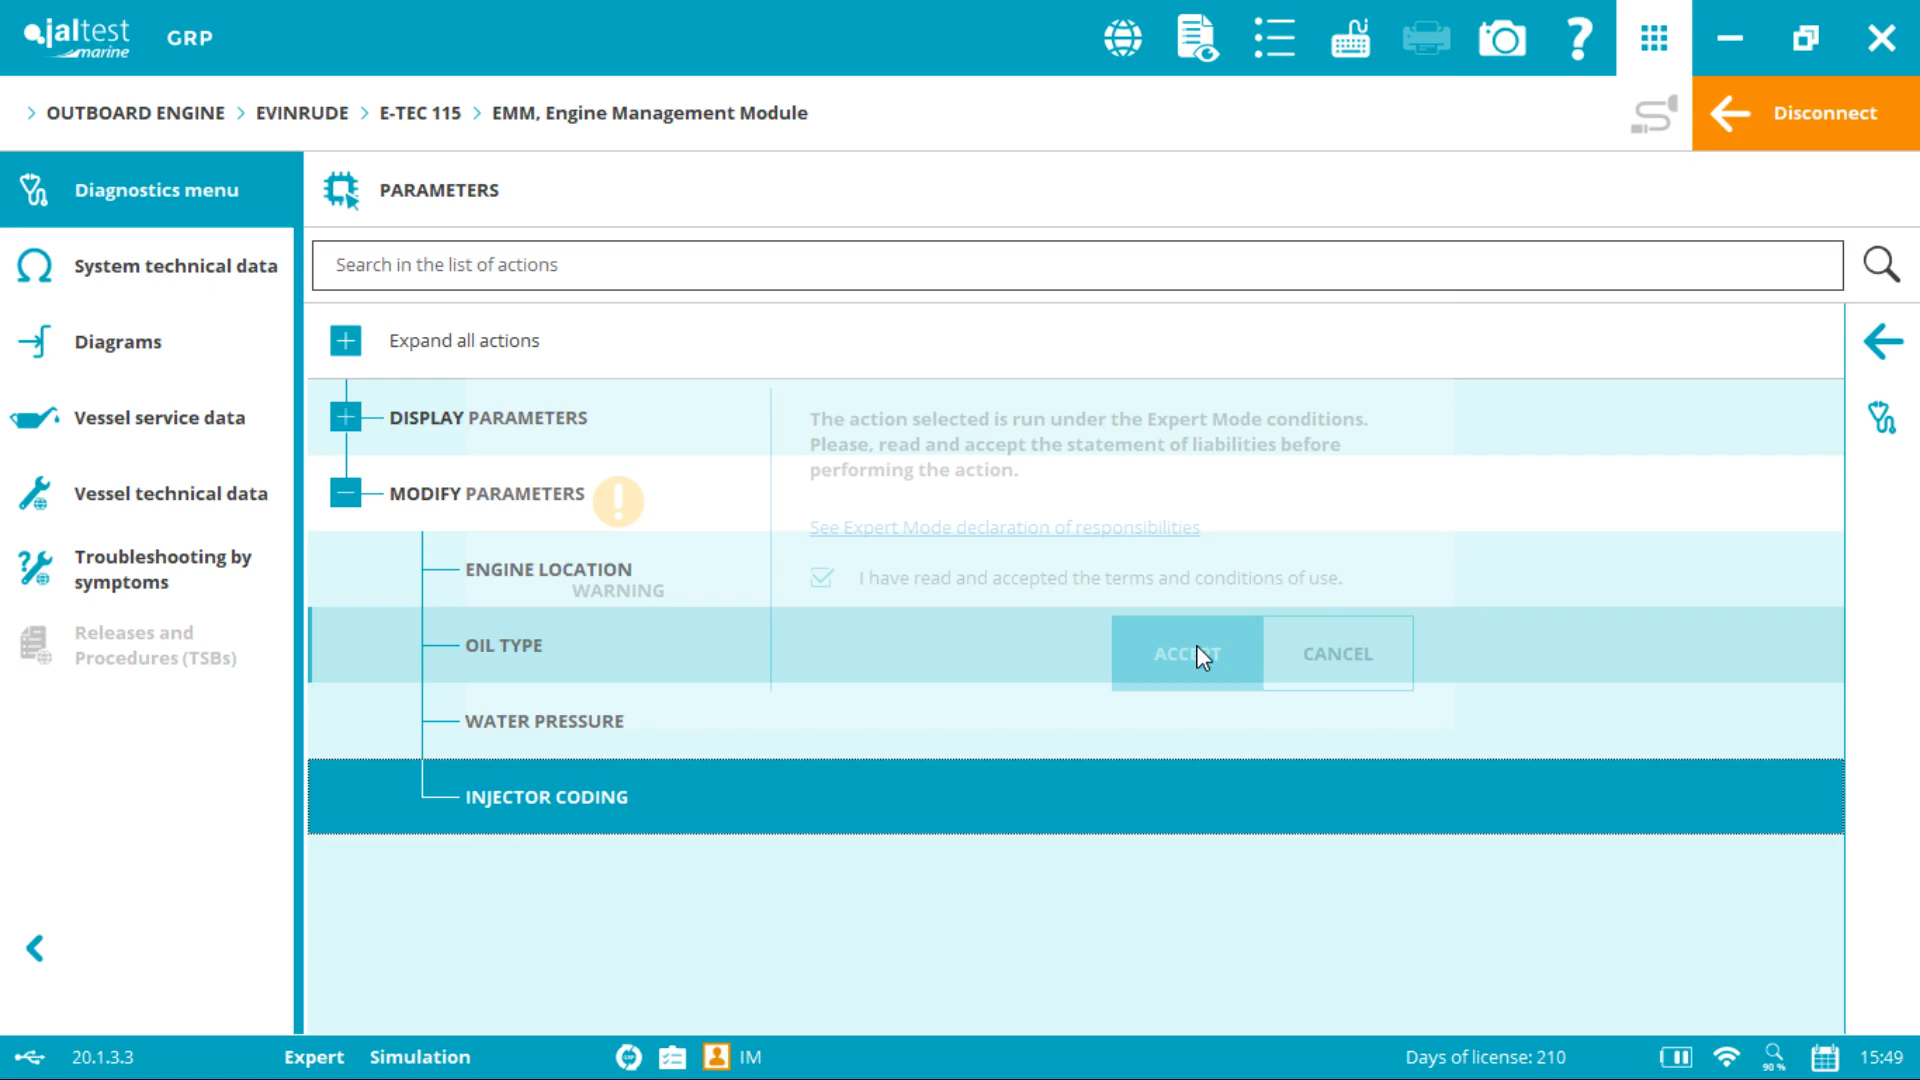 jaltest
marine
GRP
OUTBOARD ENGINE > EVINRUDE > E-TEC 115 > EMM, Engine Management Module
Disconnect
Diagnostics menu
System technical data
Diagrams
Vessel service data
Vessel technical data
Troubleshooting by
symptoms
Releases and
Procedures (TSBs)
PARAMETERS
Search in the list of actions
Expand all actions
DISPLAY PARAMETERS
MODIFY PARAMETERS
ENGINE LOCATION
OIL TYPE
WATER PRESSURE
INJECTOR CODING
WARNING
The action selected is run under the Expert Mode conditions.
Please, read and accept the statement of liabilities before
performing the action.
See Expert Mode declaration of responsibilities
I have read and accepted the terms and conditions of use.
ACCEPT
CANCEL
20.1.3.3
Expert
Simulation
IM
Days of license: 210
90 %
15:49